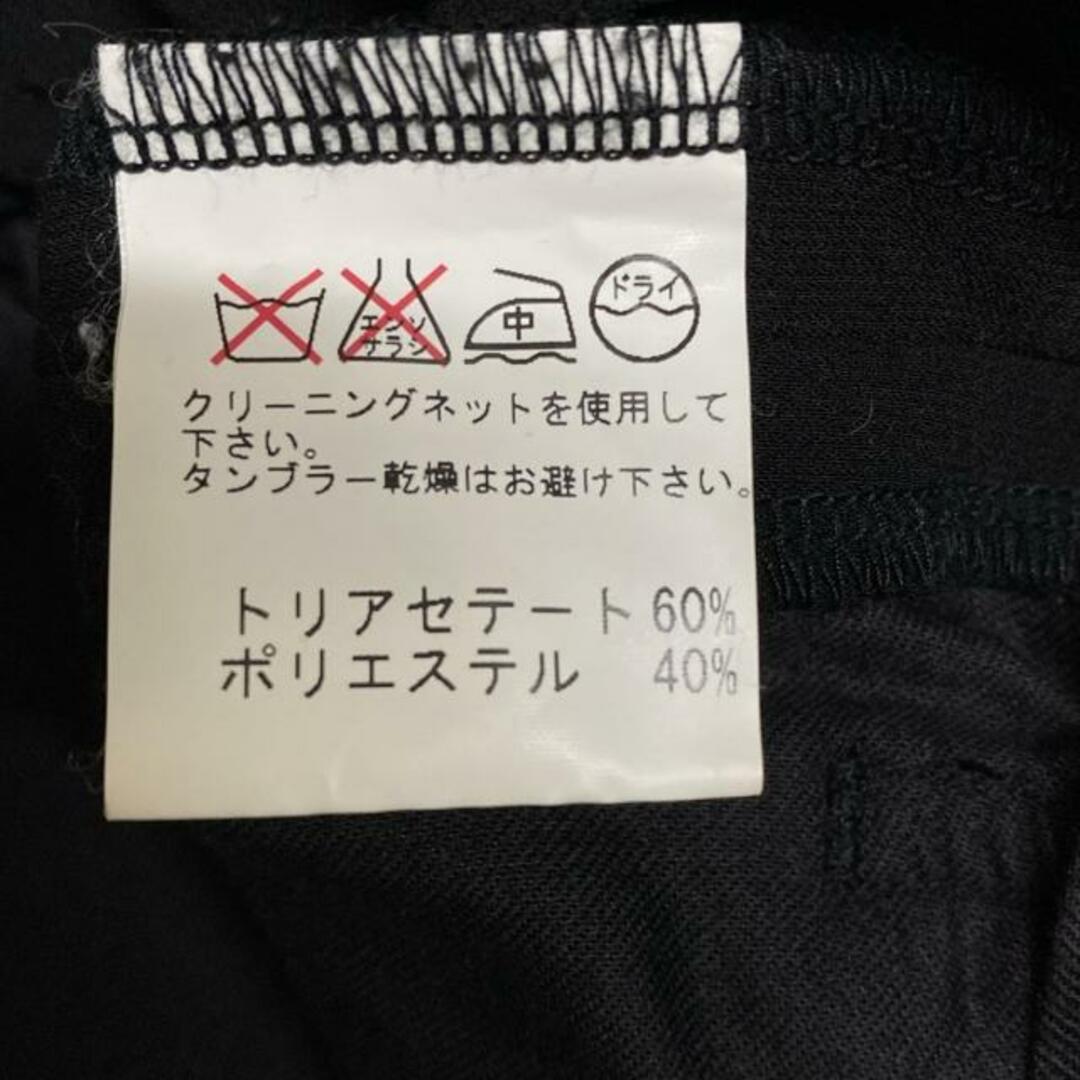 エンソ
サラシ
中
ドライ
クリーニングネットを使用して
下さい。
タンブラー乾燥はお避け下さい。
トリアセテート 60%
ポリエステル 40%